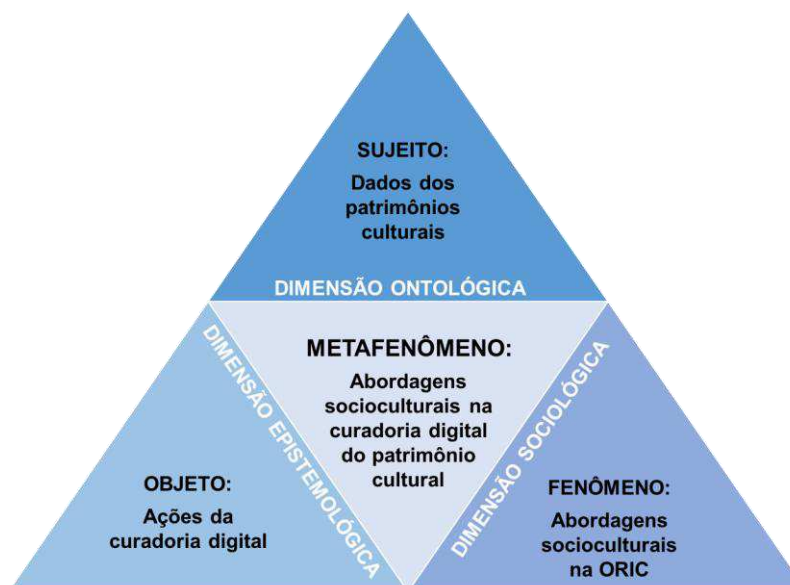 SUJEITO:
Dados dos
patrimônios
culturais
DIMENSÃO ONTOLÓGICA
METAFENÔMENO:
Abordagens
socioculturais na
curadoria digital
do patrimônio
cultural
DIMENSÃO EPISTEMOLÓGICA
DIMENSÃO SOCIOLÓGICA
OBJETO:
Ações da
curadoria digital
FENÔMENO:
Abordagens
socioculturais
na ORIC